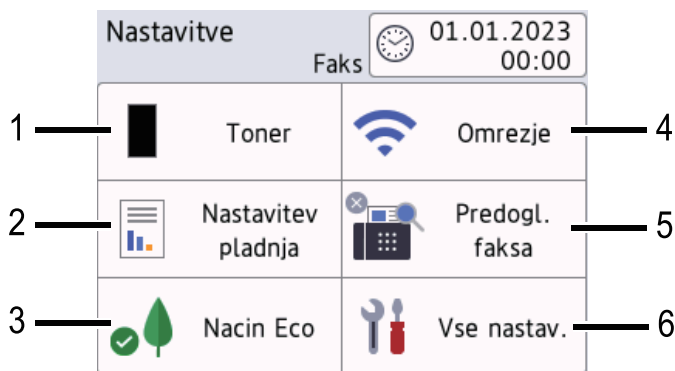 Nastavitve
Faks
01.01.2023
00:00
1
Toner
4
Omrezje
2
Nastavitev
pladnja
5
Predogl.
faksa
3
Nacin Eco
6
Vse nastav.